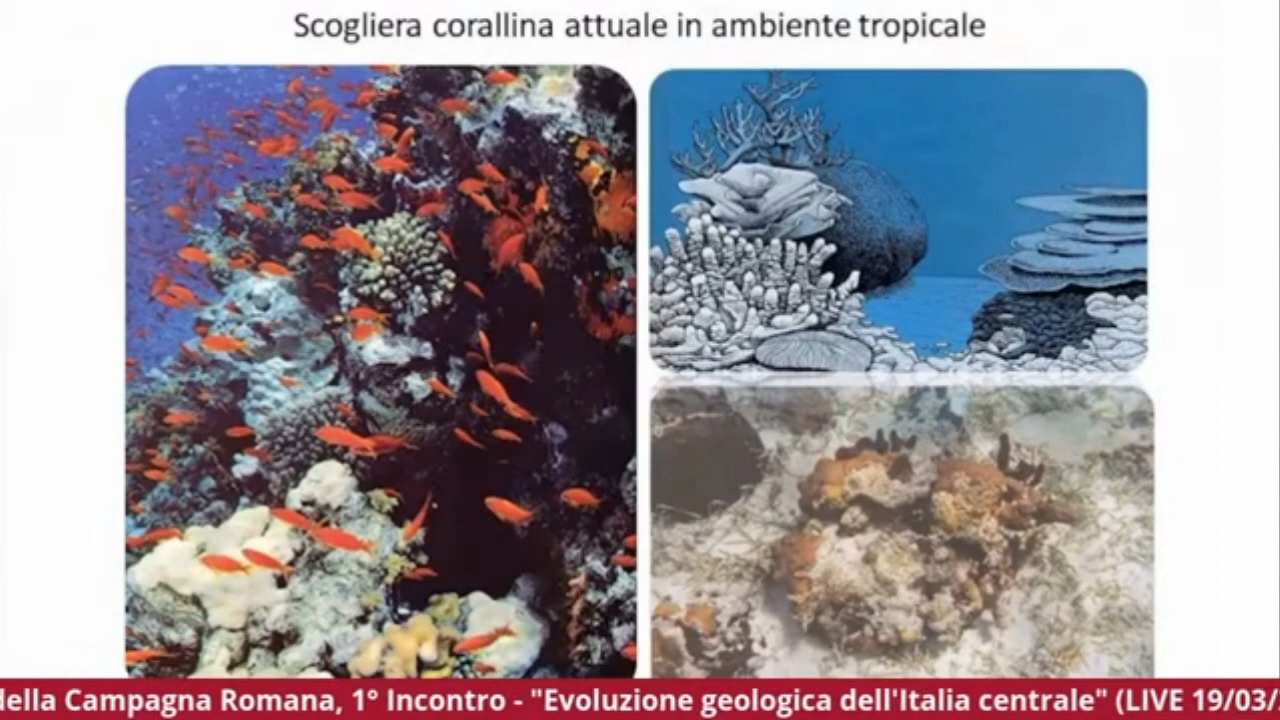 Scogliera corallina attuale in ambiente tropicale
della Campagna Romana, 1° Incontro - "Evoluzione geologica dell'Italia centrale" (LIVE 19/03/